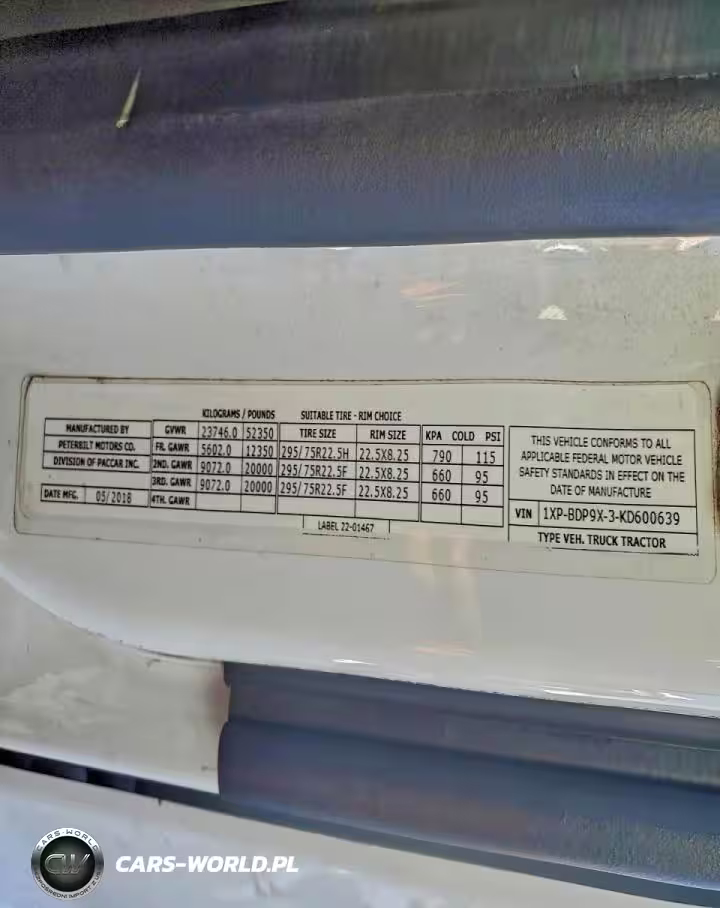 KILOGRAMS / POUNDS SUITABLE TIRE - RIM CHOICE
MANUFACTURED BY
PETERBILT MOTORS CO.
DIVISION OF PACCAR INC.
DATE MFG. 05/2018
GVWR 23746.0 52350 TIRE SIZE RIM SIZE KPA COLD PSI
FR. GAWR 5602.0 12350 295/75R22.5H 22.5X8.25 790 115
2ND. GAWR 9072.0 20000 295/75R22.5F 22.5X8.25 660 95
3RD. GAWR 9072.0 20000 295/75R22.5F 22.5X8.25 660 95
4TH. GAWR
LABEL 22-01467
THIS VEHICLE CONFORMS TO ALL
APPLICABLE FEDERAL MOTOR VEHICLE
SAFETY STANDARDS IN EFFECT ON THE
DATE OF MANUFACTURE
VIN 1XP-BDP9X-3-KD600639
TYPE VEH. TRUCK TRACTOR
CARS-WORLD
CW
CARS-WORLD.PL